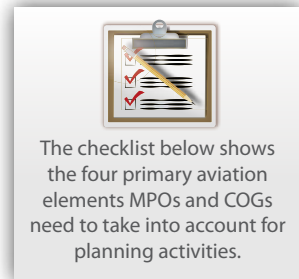 The checklist below shows
the four primary aviation
elements MPOs and COGs
need to take into account for
planning activities.